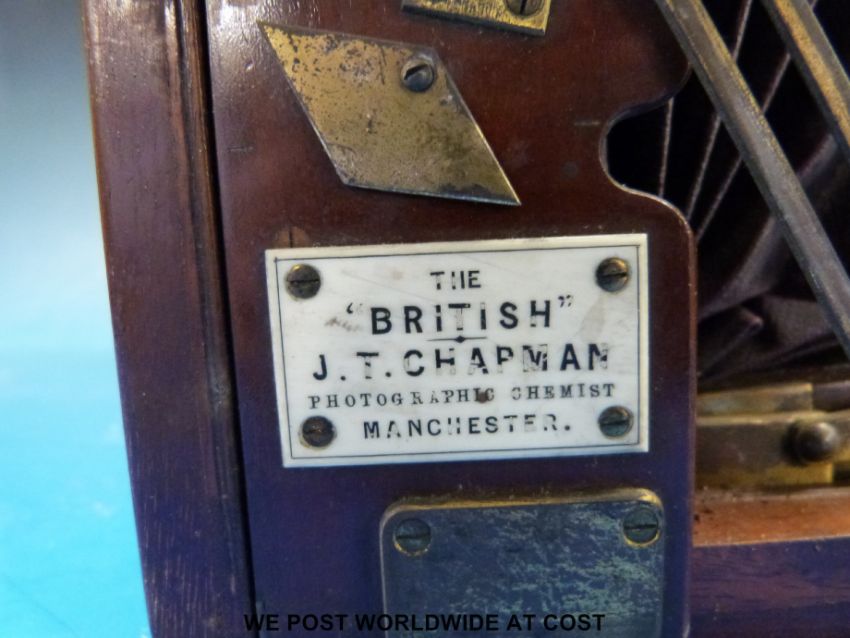 THE
"BRITISH"
J. T. CHAPMAN
PHOTOGRAPHIC CHEMIST
MANCHESTER.
WE POST WORLDWIDE AT COST